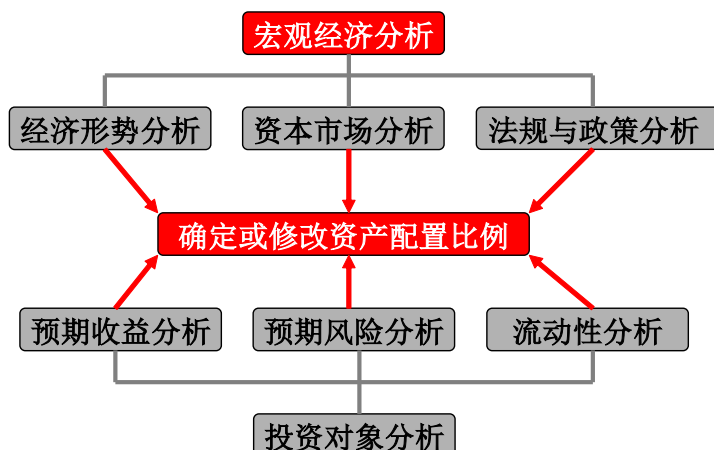 宏观经济分析
经济形势分析
资本市场分析
法规与政策分析
确定或修改资产配置比例
预期收益分析
预期风险分析
流动性分析
投资对象分析